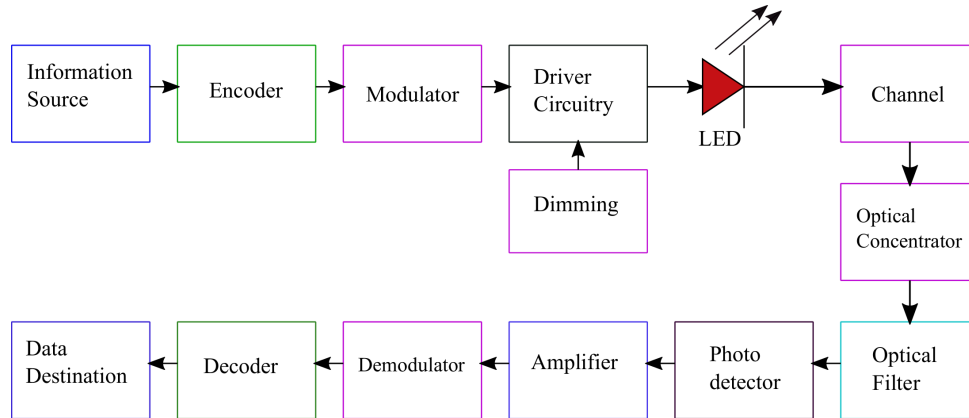 Information
Source
Encoder
Modulator
Driver
Circuitry
LED
Channel
Dimming
Optical
Concentrator
Data
Destination
Decoder
Demodulator
Amplifier
Photo
detector
Optical
Filter